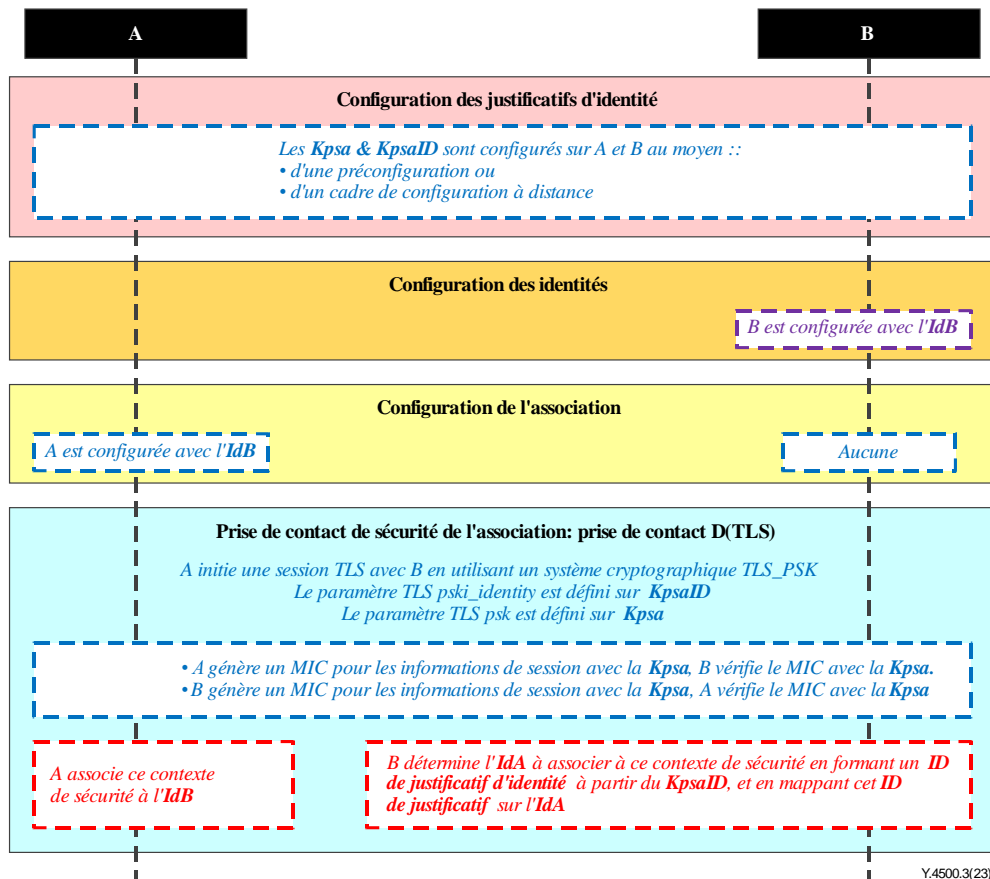 A
B
Configuration des justificatifs d'identité
Les Kpsa & KpsaID sont configurés sur A et B au moyen ::
• d'une préconfiguration ou
• d'un cadre de configuration à distance
Configuration des identités
B est configurée avec l'IdB
Configuration de l'association
A est configurée avec l'IdB
Aucune
Prise de contact de sécurité de l'association: prise de contact D(TLS)
A initie une session TLS avec B en utilisant un système cryptographique TLS_PSK
Le paramètre TLS pski_identity est défini sur KpsaID
Le paramètre TLS psk est défini sur Kpsa
• A génère un MIC pour les informations de session avec la Kpsa, B vérifie le MIC avec la Kpsa.
• B génère un MIC pour les informations de session avec la Kpsa, A vérifie le MIC avec la Kpsa
A associe ce contexte
de sécurité à l'IdB
B détermine l'IdA à associer à ce contexte de sécurité en formant un ID
de justificatif d'identité à partir du KpsaID, et en mappant cet ID
de justificatif sur l'IdA
Y.4500.3(23)